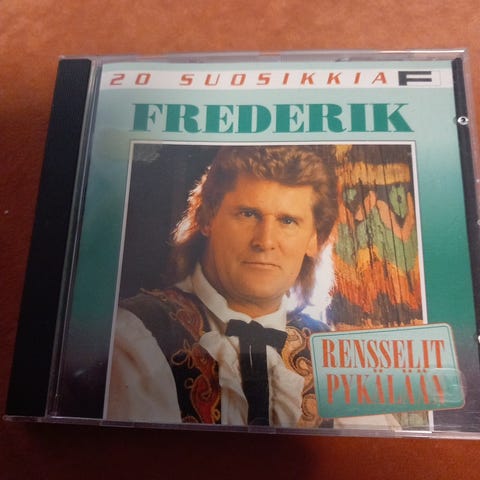 20 SUOSIKKIA F
FREDERIK
RENSSELIT
PYKÄLÄÄN